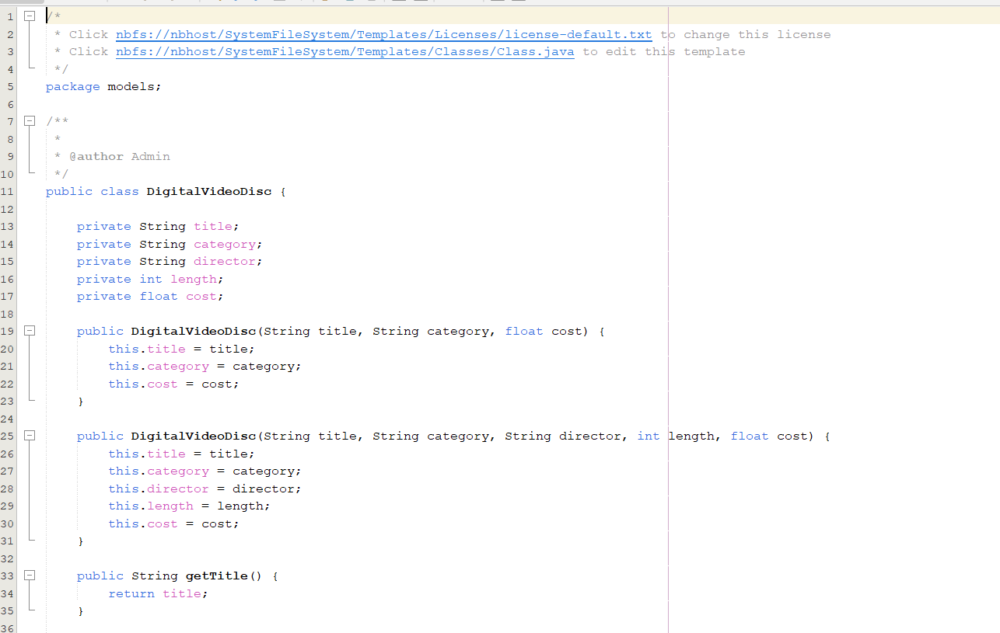 1 /*
2 * Click nbfs://nbhost/SystemFileSystem/Templates/Licenses/license-default.txt to change this license
3 * Click nbfs://nbhost/SystemFileSystem/Templates/Classes/Class.java to edit this template
4 */
5 package models;
6
7 /**
8 *
9 * @author Admin
10 */
11 public class DigitalVideoDisc {
12
13 private String title;
14 private String category;
15 private String director;
16 private int length;
17 private float cost;
18
19 public DigitalVideoDisc(String title, String category, float cost) {
20 this.title = title;
21 this.category = category;
22 this.cost = cost;
23 }
24
25 public DigitalVideoDisc(String title, String category, String director, int length, float cost) {
26 this.title = title;
27 this.category = category;
28 this.director = director;
29 this.length = length;
30 this.cost = cost;
31 }
32
33 public String getTitle() {
34 return title;
35 }
36